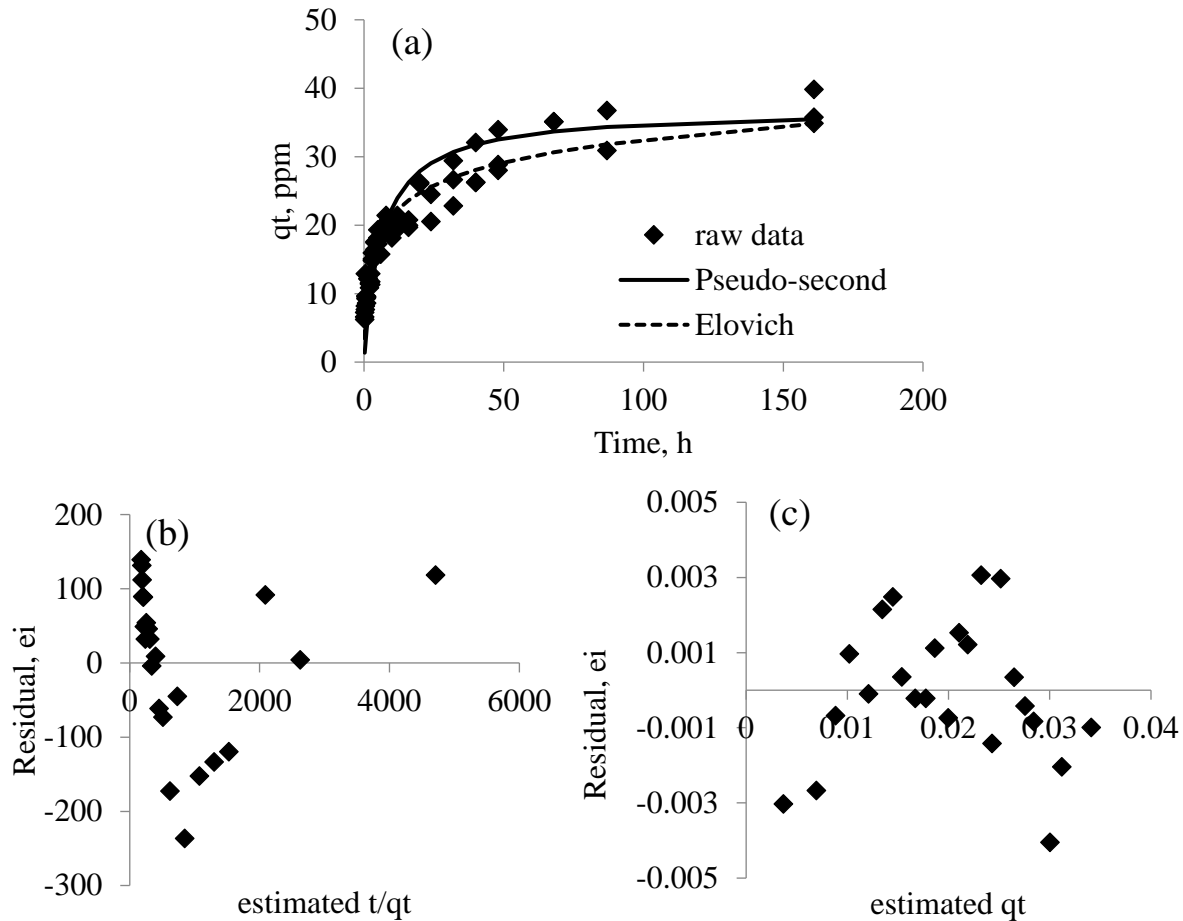 (a)
50
40
30
20
10
0
qt, ppm
raw data
Pseudo-second
Elovich
0 50 100 150 200
Time, h
(b)
200
100
0
-100
-200
-300
Residual, ei
0 2000 4000 6000
estimated t/qt
(c)
0.005
0.003
0.001
-0.001
-0.003
-0.005
Residual, ei
0 0.01 0.02 0.03 0.04
estimated qt